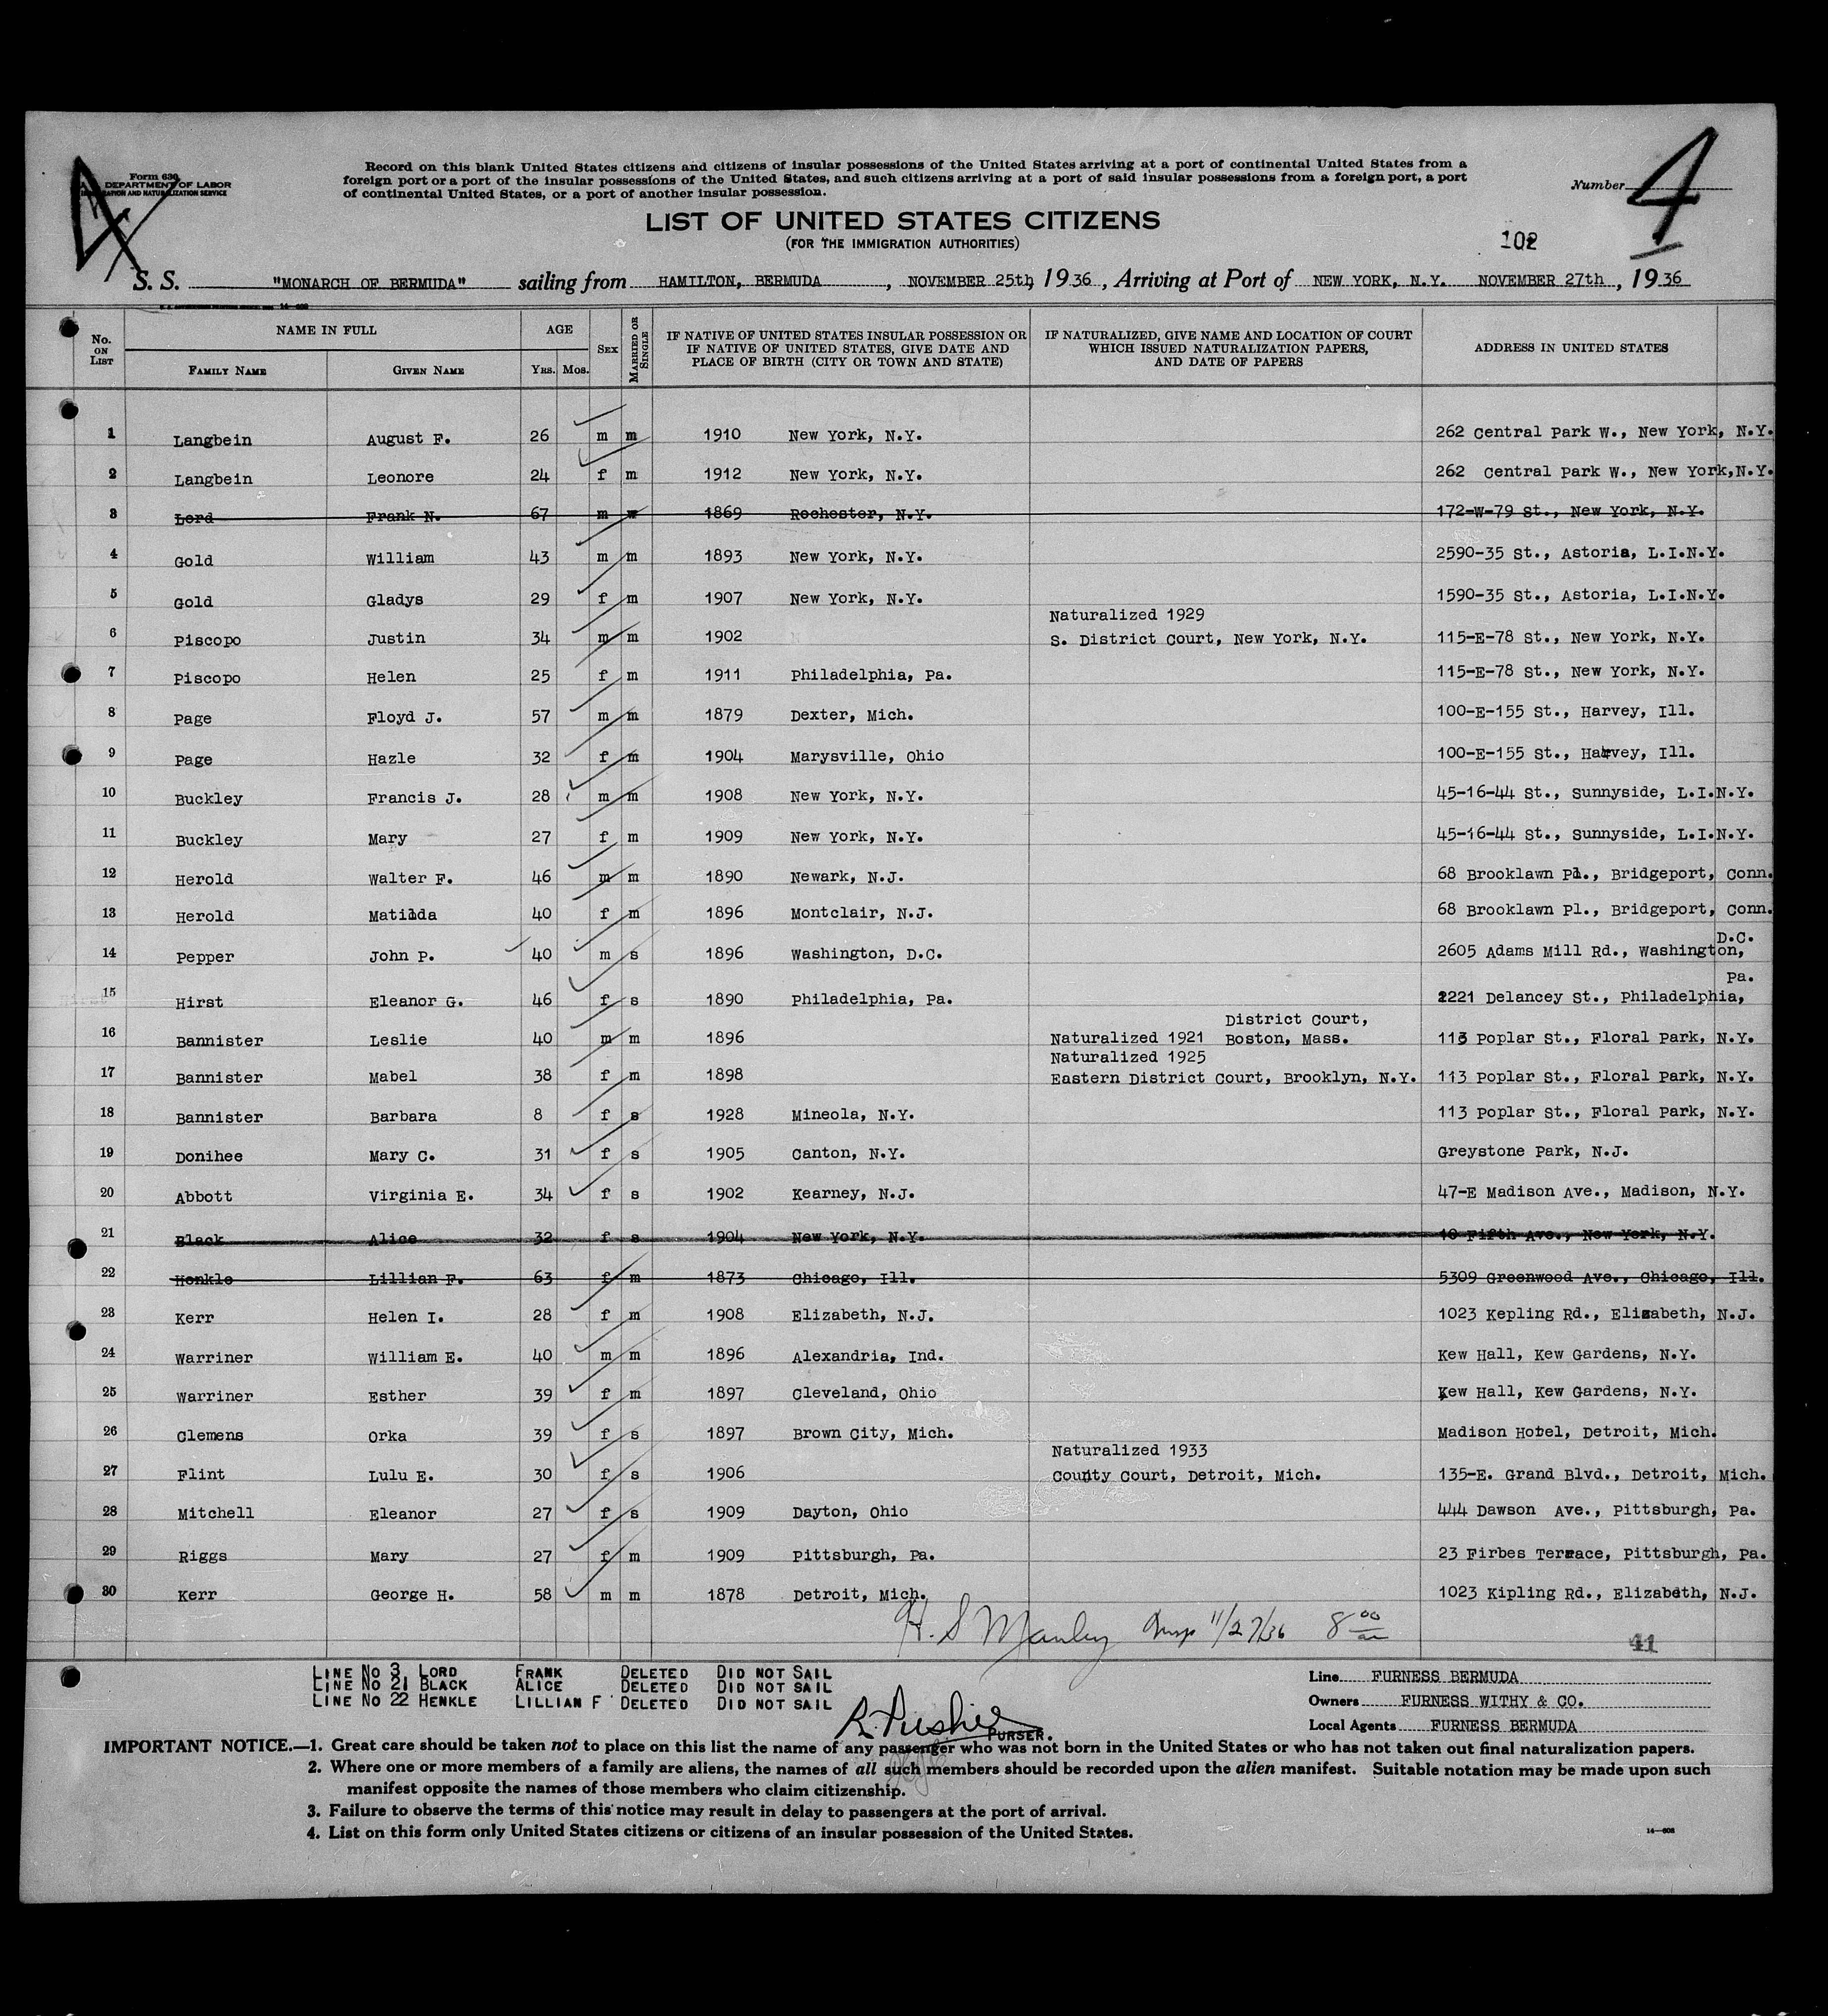 Form 630
DEPARTMENT OF LABOR
IMMIGRATION AND NATURALIZATION SERVICE
Record on this blank United States citizens and citizens of insular possessions of the United States arriving at a port of continental United States from a
foreign port or a port of the insular possessions of the United States, and such citizens arriving at a port of said insular possessions from a foreign port, a port
of continental United States, or a port of another insular possession.
Number 4
LIST OF UNITED STATES CITIZENS
(FOR THE IMMIGRATION AUTHORITIES)
102
S. S. "MONARCH OF BERMUDA" sailing from HAMILTON, BERMUDA, NOVEMBER 25th, 1936, Arriving at Port of NEW YORK, N.Y. NOVEMBER 27th, 1936
No. ON LIST NAME IN FULL FAMILY NAME GIVEN NAME AGE YRS. MOS. SEX MARRIED OR SINGLE IF NATIVE OF UNITED STATES INSULAR POSSESSION OR IF NATIVE OF UNITED STATES, GIVE DATE AND PLACE OF BIRTH (CITY OR TOWN AND STATE) IF NATURALIZED, GIVE NAME AND LOCATION OF COURT WHICH ISSUED NATURALIZATION PAPERS, AND DATE OF PAPERS ADDRESS IN UNITED STATES
1 Langbein August F. 26 m m 1910 New York, N.Y. 262 Central Park W., New York, N.Y.
2 Langbein Leonore 24 f m 1912 New York, N.Y. 262 Central Park W., New York, N.Y.
3 Lord Frank N. 67 m w 1869 Rochester, N.Y. 172-W-79 St., New York, N.Y.
4 Gold William 43 m m 1893 New York, N.Y. 2590-35 St., Astoria, L.I.N.Y.
5 Gold Gladys 29 f m 1907 New York, N.Y. 1590-35 St., Astoria, L.I.N.Y.
Naturalized 1929
6 Piscopo Justin 34 m m 1902 S. District Court, New York, N.Y. 115-E-78 St., New York, N.Y.
7 Piscopo Helen 25 f m 1911 Philadelphia, Pa. 115-E-78 St., New York, N.Y.
8 Page Floyd J. 57 m m 1879 Dexter, Mich. 100-E-155 St., Harvey, Ill.
9 Page Hazle 32 f m 1904 Marysville, Ohio 100-E-155 St., Harvey, Ill.
10 Buckley Francis J. 28 m m 1908 New York, N.Y. 45-16-44 St., Sunnyside, L.I.N.Y.
11 Buckley Mary 27 f m 1909 New York, N.Y. 45-16-44 St., Sunnyside, L.I.N.Y.
12 Herold Walter F. 46 m m 1890 Newark, N.J. 68 Brooklawn Pl., Bridgeport, Conn.
13 Herold Matilda 40 f m 1896 Montclair, N.J. 68 Brooklawn Pl., Bridgeport, Conn.
D.C.
14 Pepper John P. 40 m s 1896 Washington, D.C. 2605 Adams Mill Rd., Washington,
Pa.
15 Hirst Eleanor G. 46 f s 1890 Philadelphia, Pa. 2221 Delancey St., Philadelphia,
District Court,
16 Bannister Leslie 40 m m 1896 Naturalized 1921 Boston, Mass. 113 Poplar St., Floral Park, N.Y.
Naturalized 1925
17 Bannister Mabel 38 f m 1898 Eastern District Court, Brooklyn, N.Y. 113 Poplar St., Floral Park, N.Y.
18 Bannister Barbara 8 f s 1928 Mineola, N.Y. 113 Poplar St., Floral Park, N.Y.
19 Donihee Mary C. 31 f s 1905 Canton, N.Y. Greystone Park, N.J.
20 Abbott Virginia E. 34 f s 1902 Kearney, N.J. 47-E Madison Ave., Madison, N.Y.
21 Black Alice 32 f s 1904 New York, N.Y. 10 Fifth Ave., New York, N.Y.
22 Henkle Lillian F. 63 f m 1873 Chicago, Ill. 5309 Greenwood Ave., Chicago, Ill.
23 Kerr Helen I. 28 f m 1908 Elizabeth, N.J. 1023 Kepling Rd., Elizabeth, N.J.
24 Warriner William E. 40 m m 1896 Alexandria, Ind. Kew Hall, Kew Gardens, N.Y.
25 Warriner Esther 39 f m 1897 Cleveland, Ohio Kew Hall, Kew Gardens, N.Y.
26 Clemens Orka 39 f s 1897 Brown City, Mich. Madison Hotel, Detroit, Mich.
Naturalized 1933
27 Flint Lulu E. 30 f s 1906 County Court, Detroit, Mich. 135-E. Grand Blvd., Detroit, Mich.
28 Mitchell Eleanor 27 f s 1909 Dayton, Ohio 444 Dawson Ave., Pittsburgh, Pa.
29 Riggs Mary 27 f m 1909 Pittsburgh, Pa. 23 Firbes Terrace, Pittsburgh, Pa.
30 Kerr George H. 58 m m 1878 Detroit, Mich. 1023 Kipling Rd., Elizabeth, N.J.
H. S Manley Insp 11/27/36 8 00 am
41
LINE NO 3, LORD FRANK DELETED DID NOT SAIL
LINE NO 21 BLACK ALICE DELETED DID NOT SAIL
LINE NO 22 HENKLE LILLIAN F DELETED DID NOT SAIL
PURSER.
Line FURNESS BERMUDA
Owners FURNESS WITHY & CO.
Local Agents FURNESS BERMUDA
IMPORTANT NOTICE.—1. Great care should be taken not to place on this list the name of any passenger who was not born in the United States or who has not taken out final naturalization papers.
2. Where one or more members of a family are aliens, the names of all such members should be recorded upon the alien manifest. Suitable notation may be made upon such
manifest opposite the names of those members who claim citizenship.
3. Failure to observe the terms of this notice may result in delay to passengers at the port of arrival.
4. List on this form only United States citizens or citizens of an insular possession of the United States.
14—608